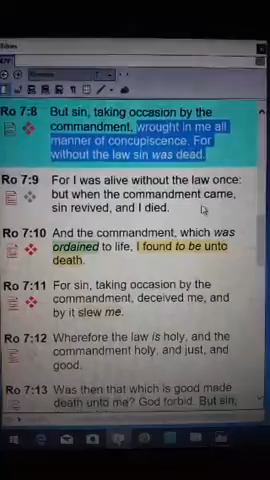 Ro 7:8 But sin, taking occasion by the
commandment, wrought in me all
manner of concupiscence. For
without the law sin was dead.
Ro 7:9 For I was alive without the law once:
but when the commandment came,
sin revived, and I died.
Ro 7:10 And the commandment, which was
ordained to life, I found to be unto
death.
Ro 7:11 For sin, taking occasion by the
commandment, deceived me, and
by it slew me.
Ro 7:12 Wherefore the law is holy, and the
commandment holy, and just, and
good.
Ro 7:13 Was then that which is good made
death unto me? God forbid. But sin,